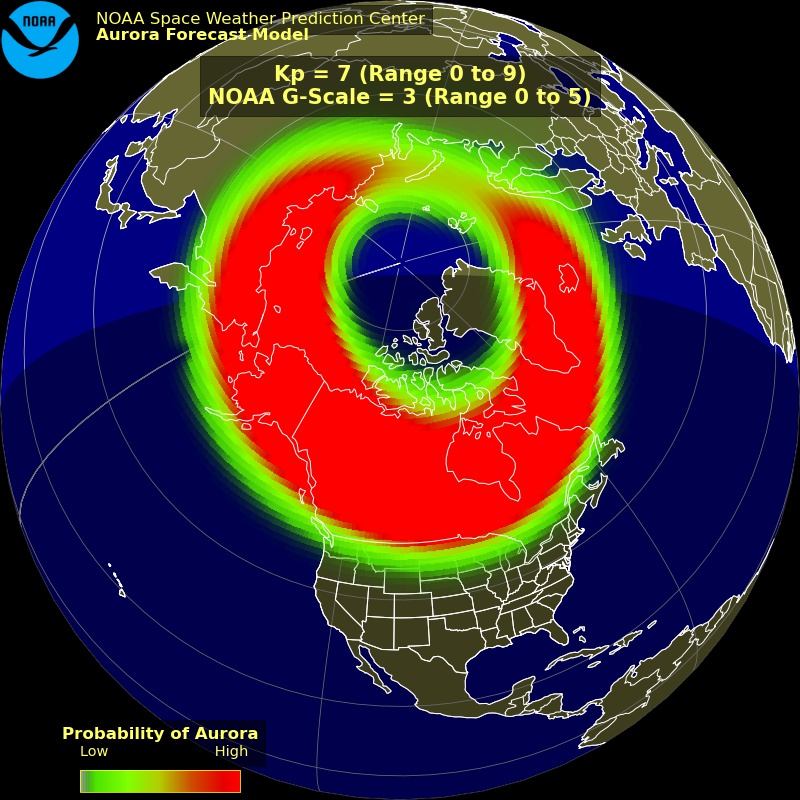 NOAA
NOAA Space Weather Prediction Center
Aurora Forecast Model
Kp = 7 (Range 0 to 9)
NOAA G-Scale = 3 (Range 0 to 5)
Probability of Aurora
Low High